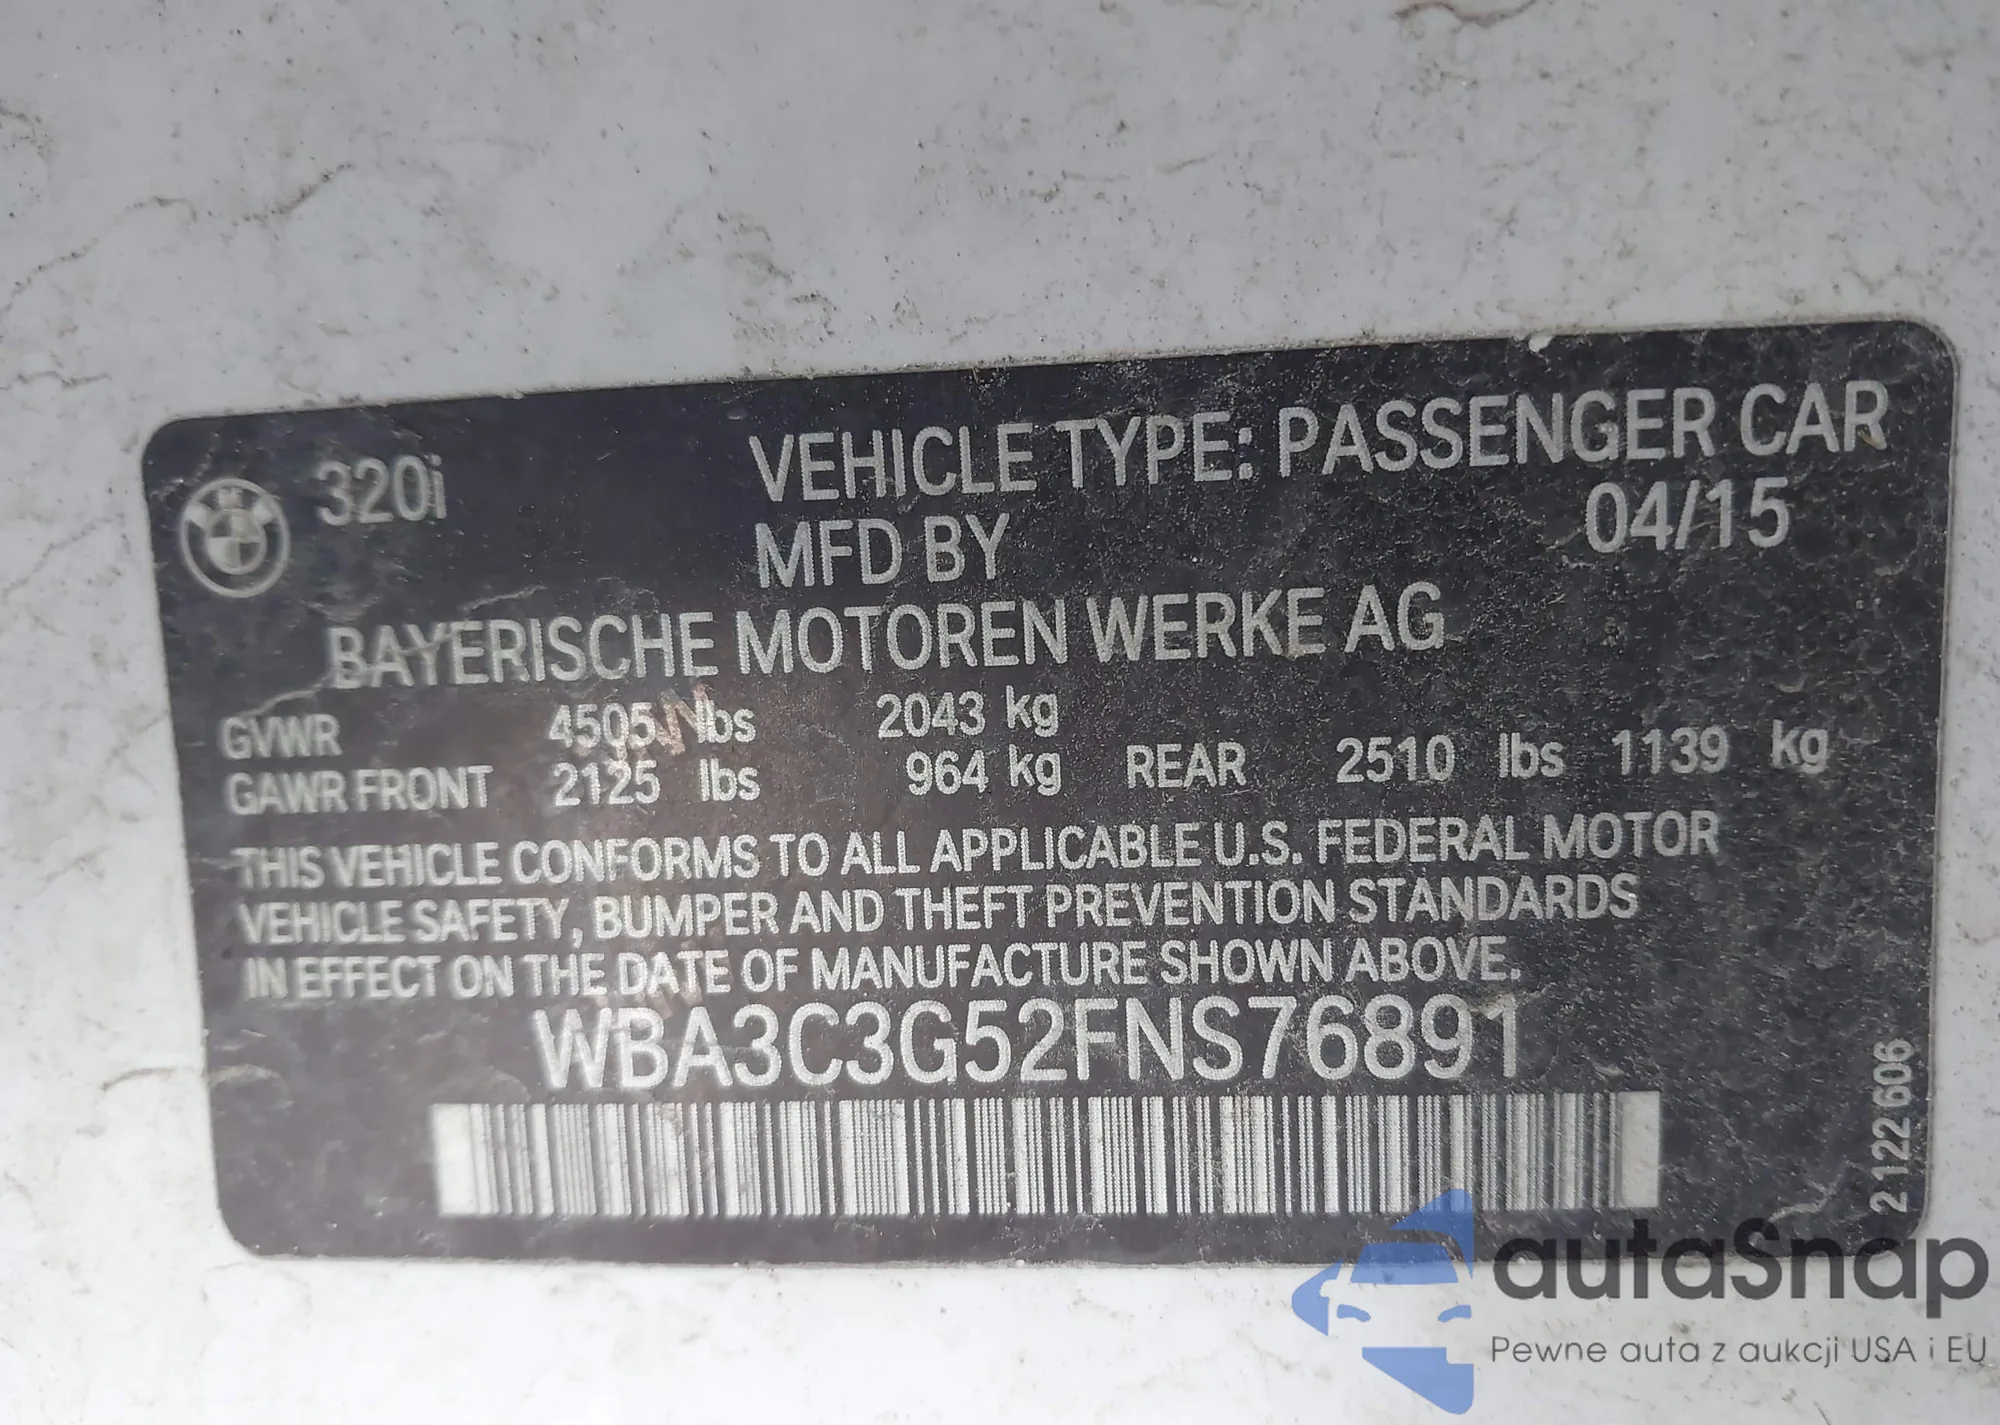 320i
VEHICLE TYPE: PASSENGER CAR
MFD BY 04/15
BAYERISCHE MOTOREN WERKE AG
GVWR 4505 lbs 2043 kg
GAWR FRONT 2125 lbs 964 kg REAR 2510 lbs 1139 kg
THIS VEHICLE CONFORMS TO ALL APPLICABLE U.S. FEDERAL MOTOR
VEHICLE SAFETY, BUMPER AND THEFT PREVENTION STANDARDS
IN EFFECT ON THE DATE OF MANUFACTURE SHOWN ABOVE.
WBA3C3G52FNS76891
2 122 606
autaSnap
Pewne auta z aukcji USA i EU